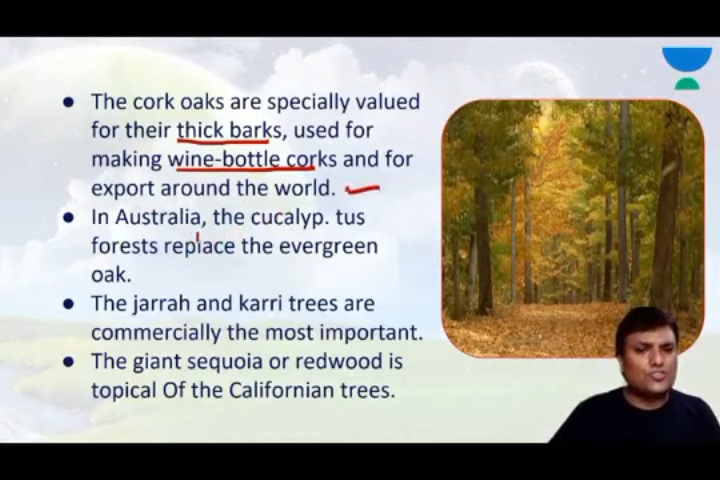 ● The cork oaks are specially valued
for their thick barks, used for
making wine-bottle corks and for
export around the world.
● In Australia, the cucalyp. tus
forests replace the evergreen
oak.
● The jarrah and karri trees are
commercially the most important.
● The giant sequoia or redwood is
topical Of the Californian trees.